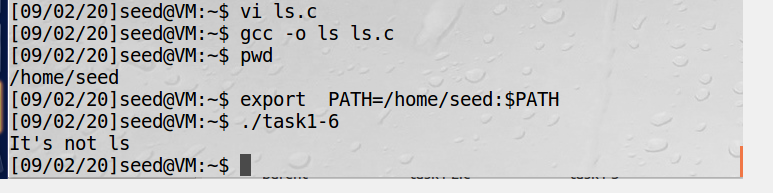 [09/02/20]seed@VM:~$ vi ls.c
[09/02/20]seed@VM:~$ gcc -o ls ls.c
[09/02/20]seed@VM:~$ pwd
/home/seed
[09/02/20]seed@VM:~$ export  PATH=/home/seed:$PATH
[09/02/20]seed@VM:~$ ./task1-6
It's not ls
[09/02/20]seed@VM:~$